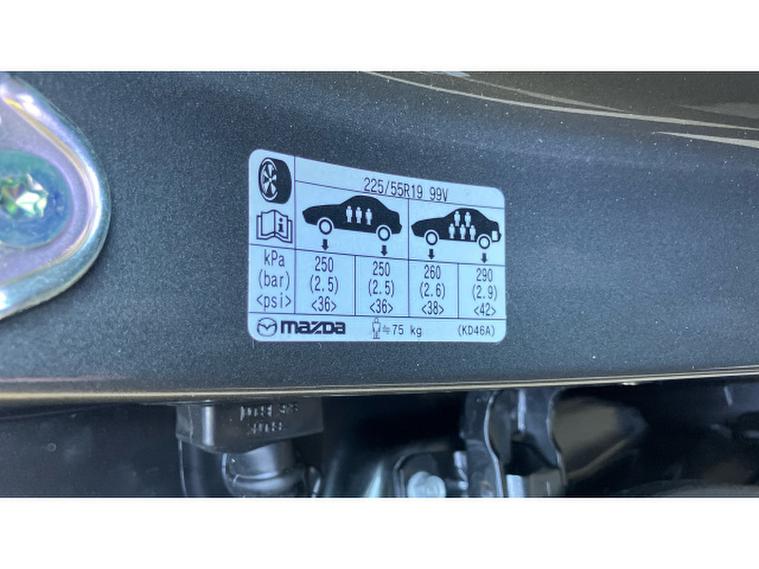 225/55R19 99V
kPa 250 250 260 290
(bar) (2.5) (2.5) (2.6) (2.9)
<psi> <36> <36> <38> <42>
mazda ≒75 kg (KD46A)